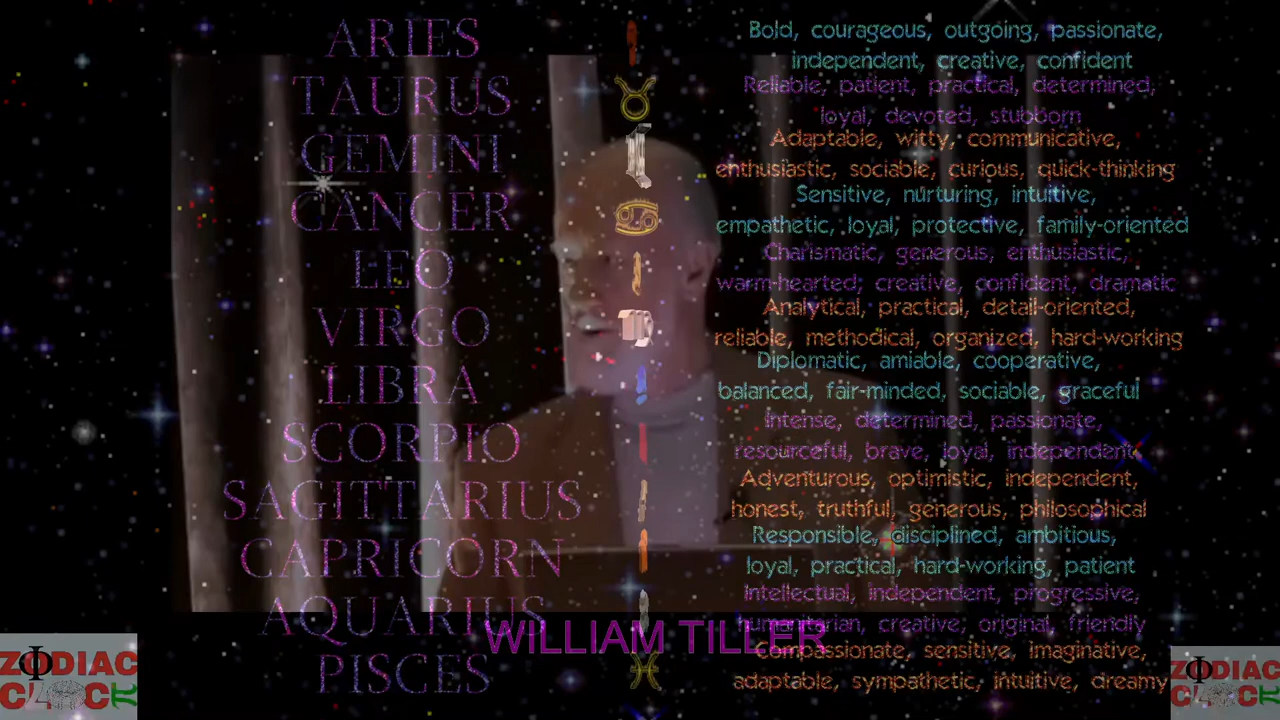 ARIES
Bold, courageous, outgoing, passionate,
independent, creative, confident
TAURUS
Reliable, patient, practical, determined,
loyal, devoted, stubborn
GEMINI
Adaptable, witty, communicative,
enthusiastic, sociable, curious, quick-thinking
CANCER
Sensitive, nurturing, intuitive,
empathetic, loyal, protective, family-oriented
LEO
Charismatic, generous, enthusiastic,
warm-hearted, creative, confident, dramatic
VIRGO
Analytical, practical, detail-oriented,
reliable, methodical, organized, hard-working
LIBRA
Diplomatic, amiable, cooperative,
balanced, fair-minded, sociable, graceful
SCORPIO
Intense, determined, passionate,
resourceful, brave, loyal, independent
SAGITTARIUS
Adventurous, optimistic, independent,
honest, truthful, generous, philosophical
CAPRICORN
Responsible, disciplined, ambitious,
loyal, practical, hard-working, patient
AQUARIUS
Intellectual, independent, progressive,
humanitarian, creative, original, friendly
WILLIAM TILLER
PISCES
Compassionate, sensitive, imaginative,
adaptable, sympathetic, intuitive, dreamy
ZODIAC
CLOCK
ZODIAC
CLOCK